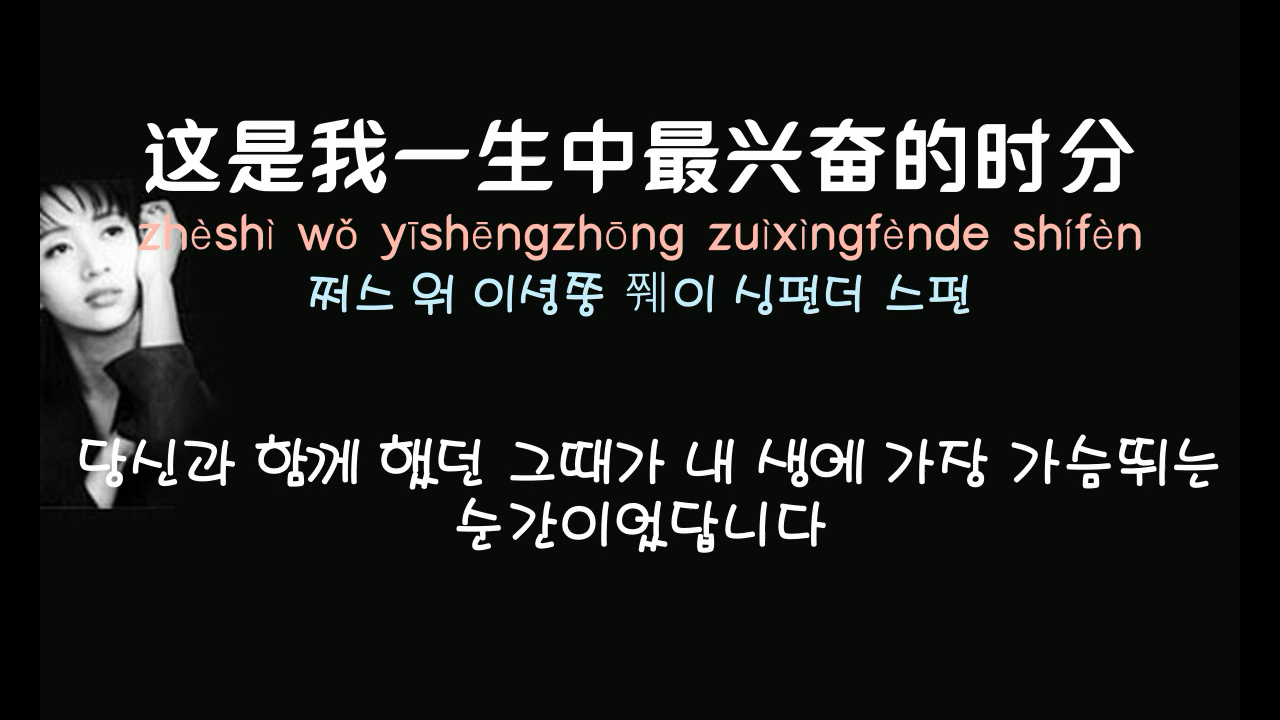 这是我一生中最兴奋的时分
zhèshì wǒ yīshēngzhōng zuìxìngfènde shífèn
쩌스 워 이셩쭝 쮀이 싱펀더 스펀
당신과 함께 했던 그때가 내 생에 가장 가슴뛰는
순간이었답니다